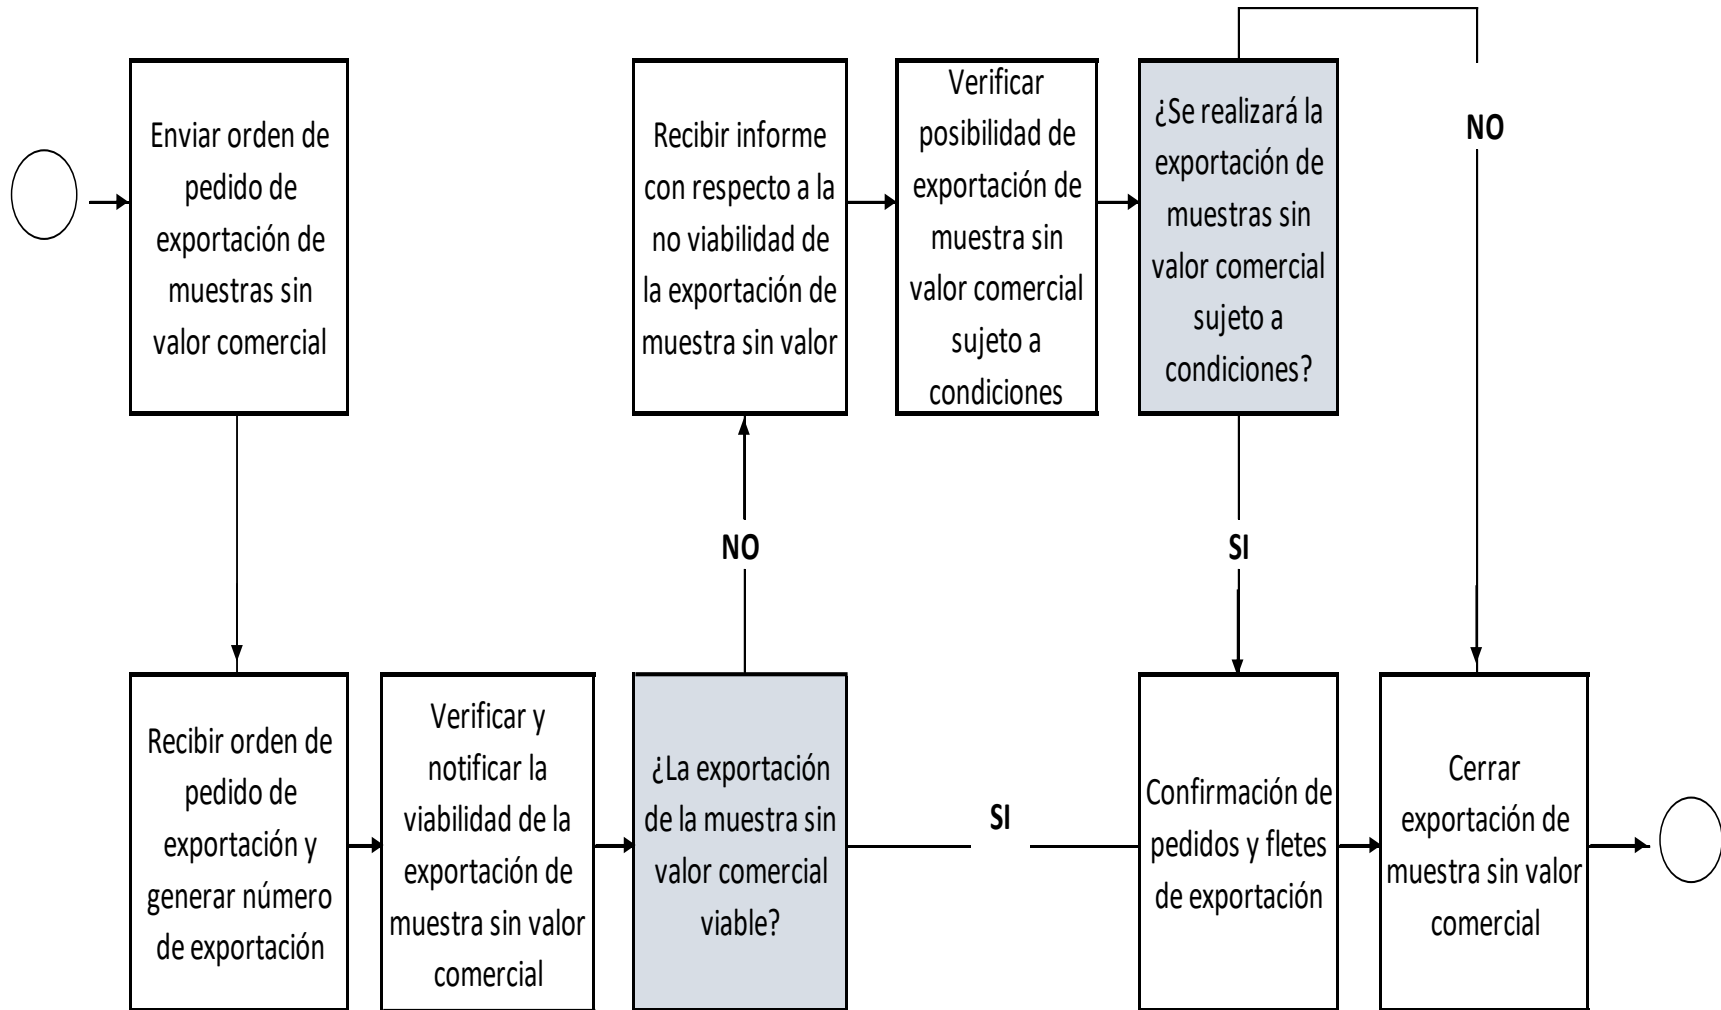 Enviar orden de
pedido de
exportación de
muestras sin
valor comercial
Recibir informe
con respecto a la
no viabilidad de
la exportación de
muestra sin valor
Verificar
posibilidad de
exportación de
muestra sin
valor comercial
sujeto a
condiciones
¿Se realizará la
exportación de
muestras sin
valor comercial
sujeto a
condiciones?
NO
NO
SI
Recibir orden de
pedido de
exportación y
generar número
de exportación
Verificar y
notificar la
viabilidad de la
exportación de
muestra sin valor
comercial
¿La exportación
de la muestra sin
valor comercial
viable?
SI
Confirmación de
pedidos y fletes
de exportación
Cerrar
exportación de
muestra sin valor
comercial